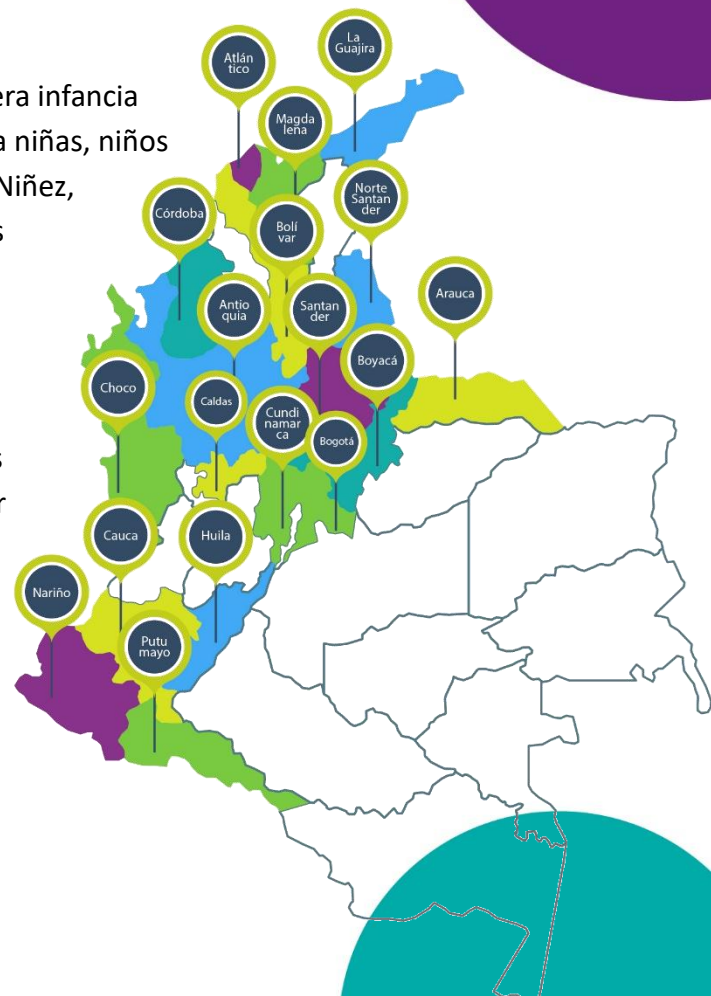 era infancia
a niñas, niños
Niñez,
s
s
r
La
Guajira
Atlán
tico
Magda
lena
Norte
Santan
der
Córdoba
Bolí
var
Arauca
Antio
quia
Santan
der
Boyacá
Choco
Caldas
Cundi
namar
ca
Bogotá
Cauca
Huila
Nariño
Putu
mayo